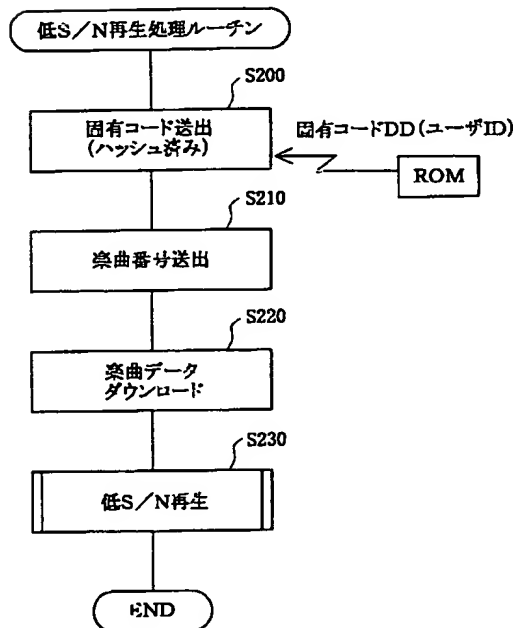 低S/N再生処理ルーチン
S200
固有コード送出
(ハッシュ済み)
固有コードDD(ユーザID)
ROM
S210
楽曲番号送出
S220
楽曲データ
ダウンロード
S230
低S/N再生
END